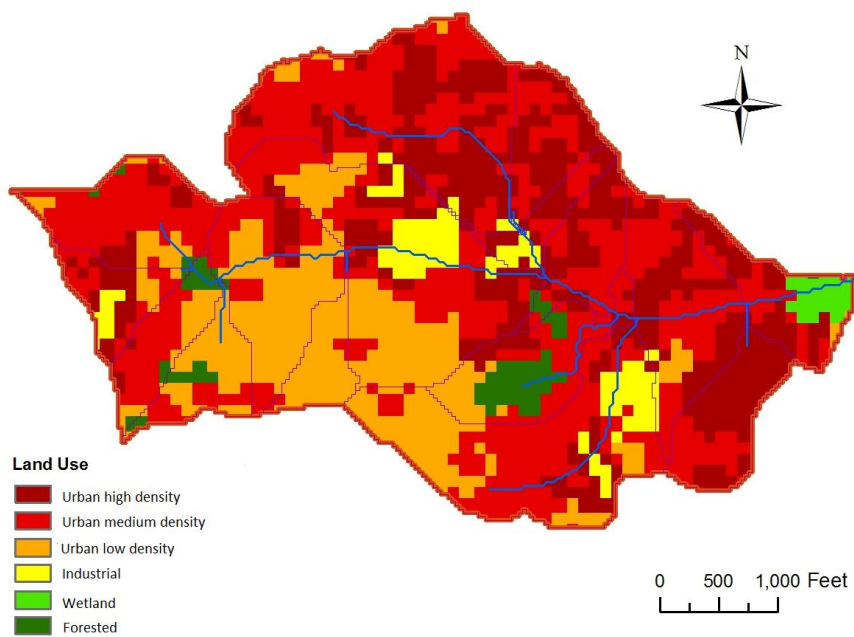 N
Land Use
Urban high density
Urban medium density
Urban low density
Industrial
Wetland
Forested
0 500 1,000 Feet